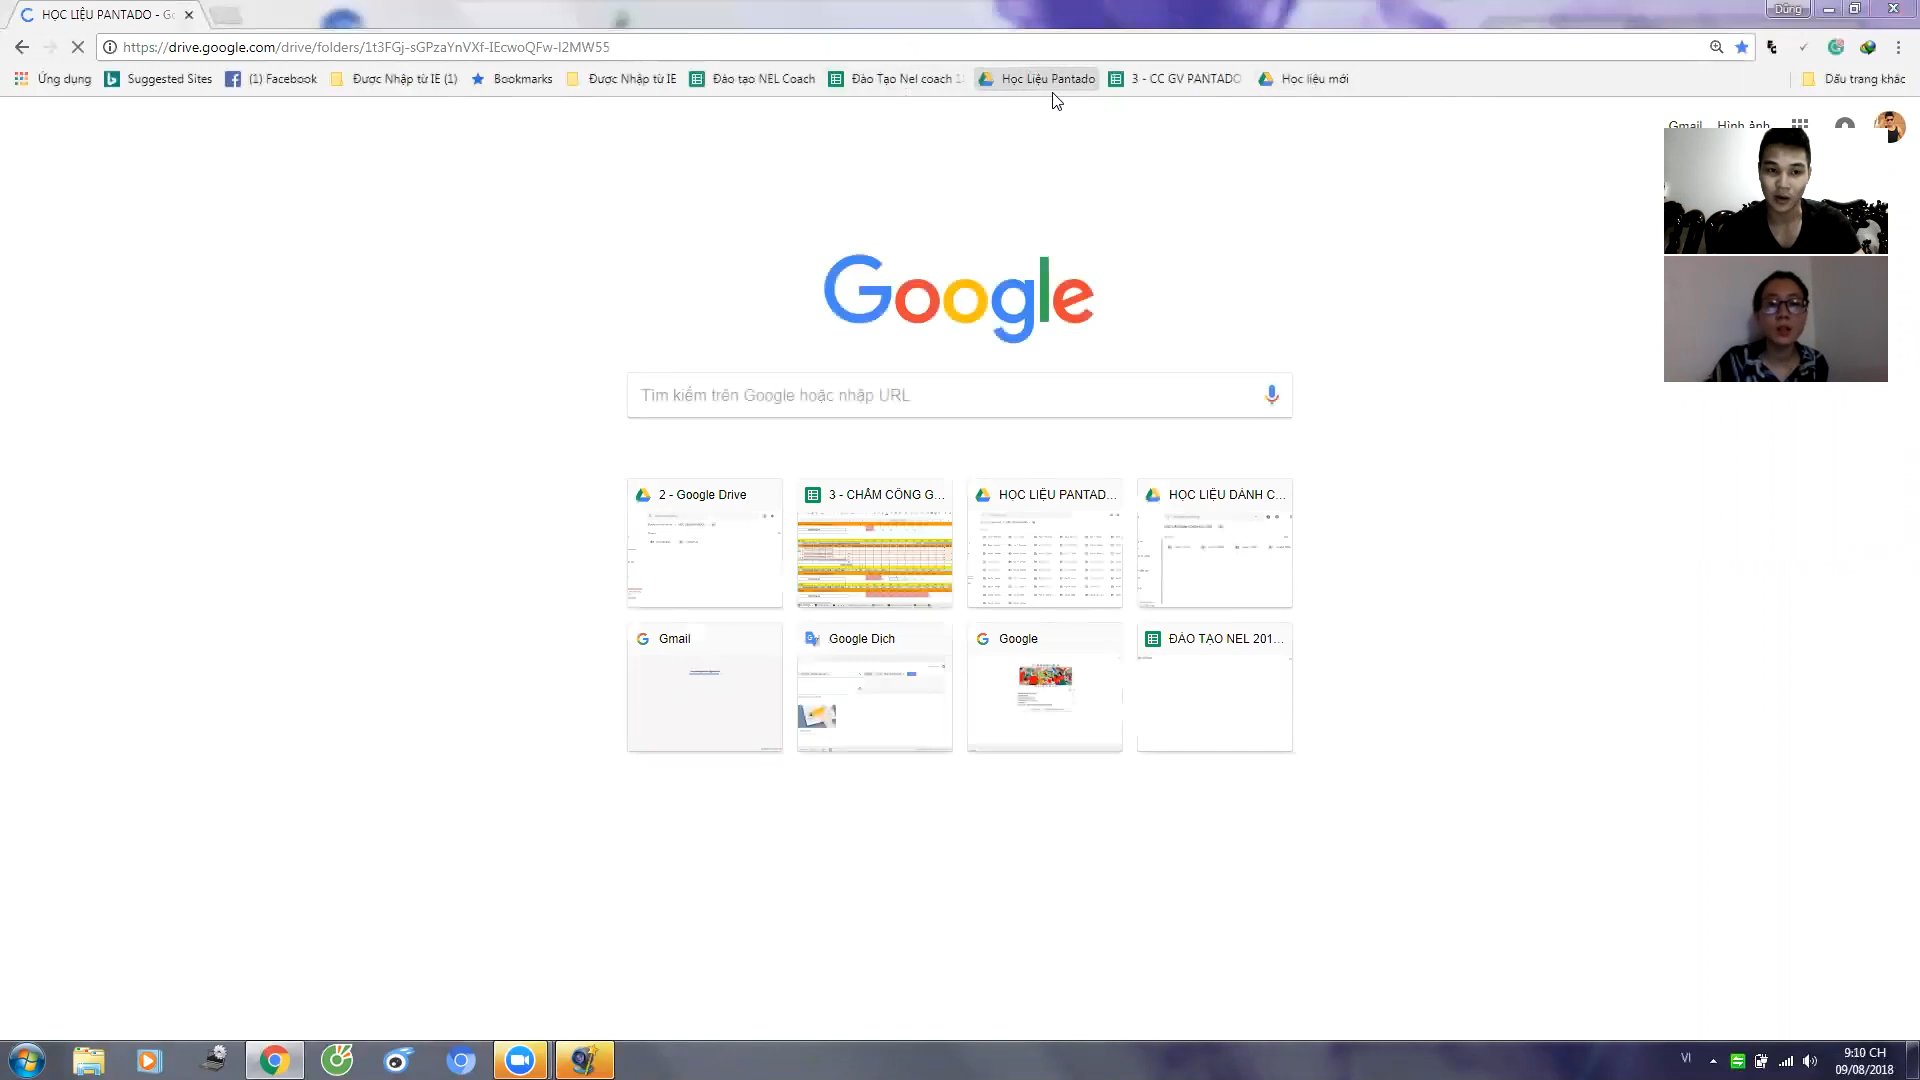 HỌC LIỆU PANTADO - Go
Dũng
https://drive.google.com/drive/folders/1t3FGj-sGPzaYnVXf-IEcwoQFw-I2MW55
Ứng dụng Suggested Sites (1) Facebook Được Nhập từ IE (1) Bookmarks Được Nhập từ IE Đào tạo NEL Coach Đào Tạo Nel coach 1 Học Liệu Pantado 3 - CC GV PANTADO Học liệu mới Dấu trang khác
Gmail Hình ảnh
Google
Tìm kiếm trên Google hoặc nhập URL
2 - Google Drive 3 - CHẤM CÔNG G... HỌC LIỆU PANTAD... HỌC LIỆU DÀNH C...
Gmail Google Dịch Google ĐÀO TẠO NEL 201...
VI 9:10 CH
09/08/2018